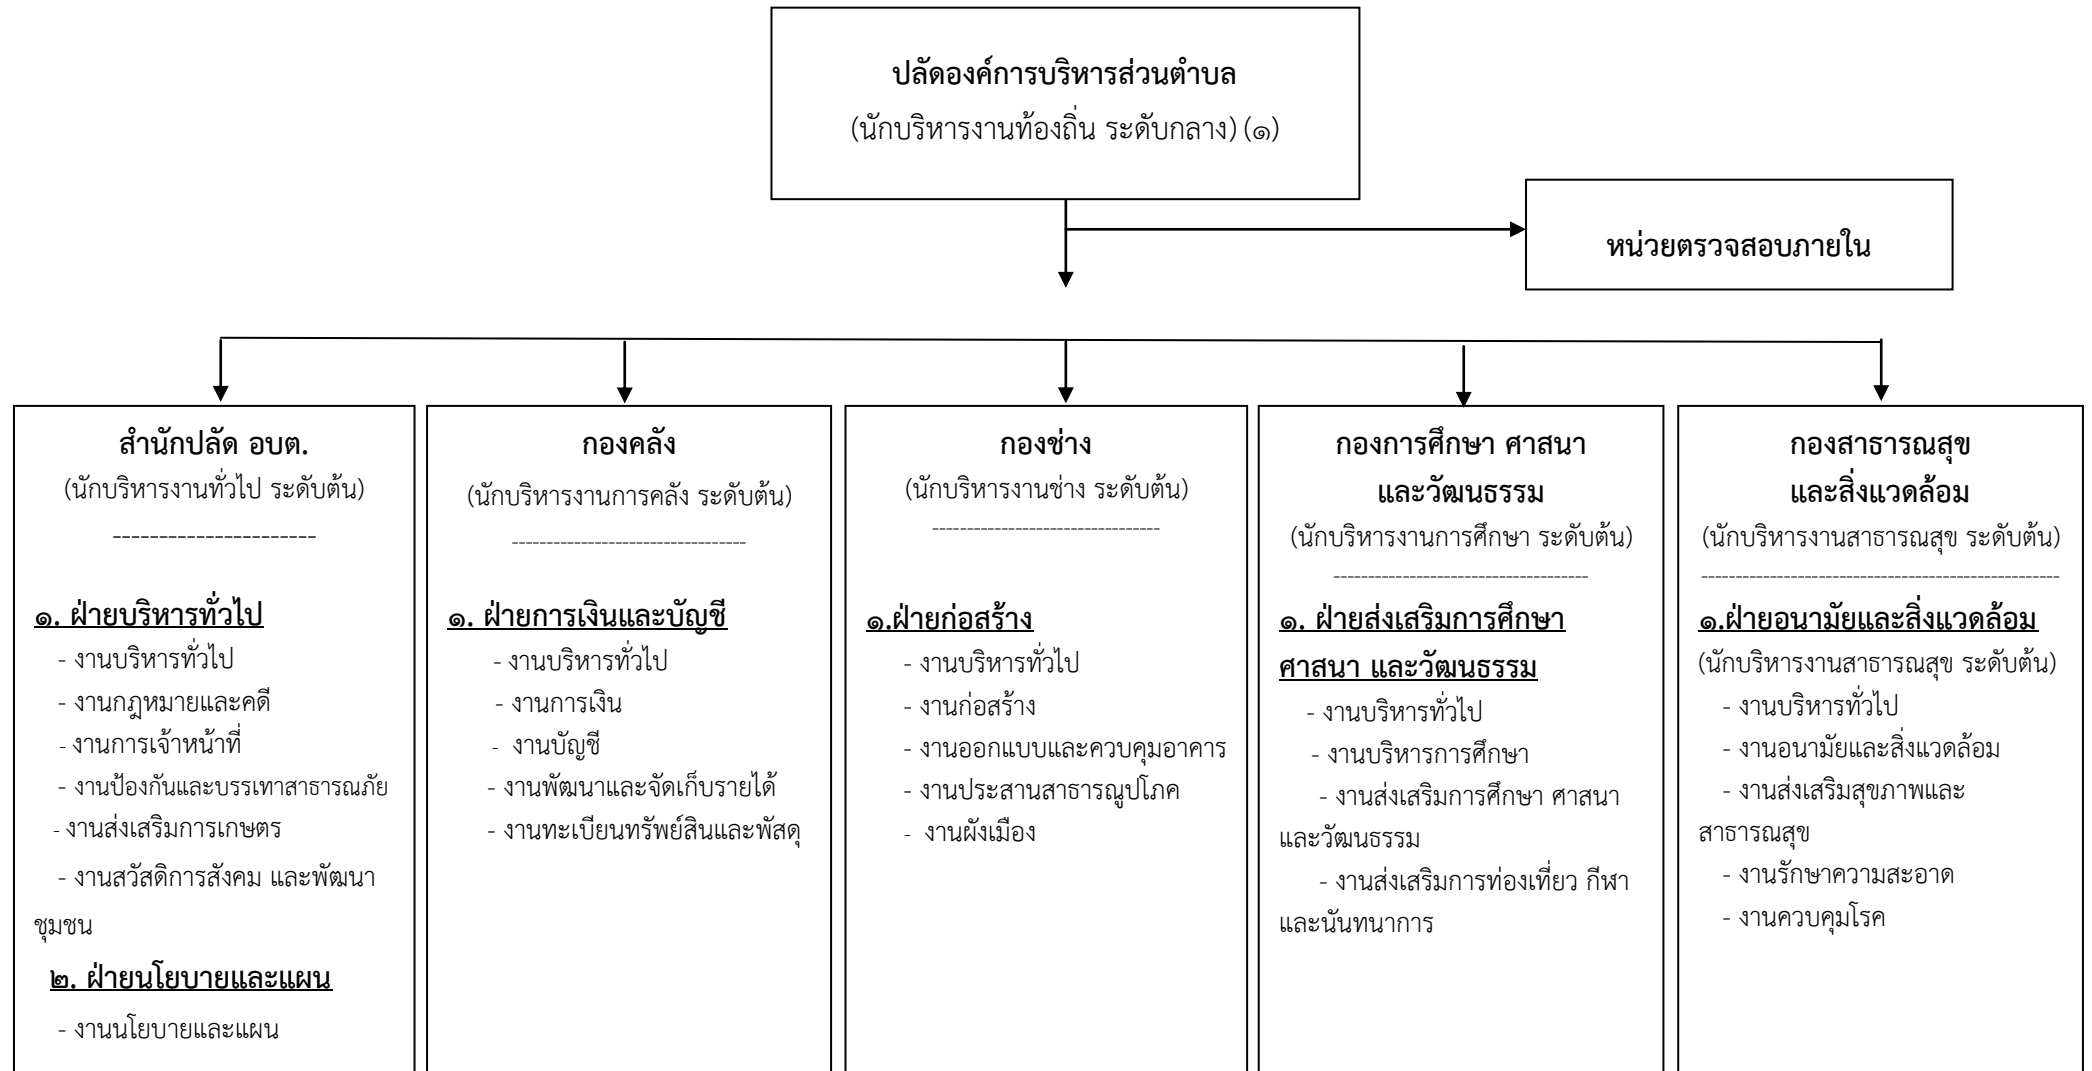 ปลัดองค์การบริหารส่วนตำบล
(นักบริหารงานท้องถิ่น ระดับกลาง) (๑)
หน่วยตรวจสอบภายใน
สำนักปลัด อบต.
(นักบริหารงานทั่วไป ระดับต้น)
----------------------
๑. ฝ่ายบริหารทั่วไป
- งานบริหารทั่วไป
- งานกฎหมายและคดี
- งานการเจ้าหน้าที่
- งานป้องกันและบรรเทาสาธารณภัย
- งานส่งเสริมการเกษตร
- งานสวัสดิการสังคม และพัฒนา
ชุมชน
๒. ฝ่ายนโยบายและแผน
- งานนโยบายและแผน
กองคลัง
(นักบริหารงานการคลัง ระดับต้น)
----------------------------------
๑. ฝ่ายการเงินและบัญชี
- งานบริหารทั่วไป
- งานการเงิน
- งานบัญชี
- งานพัฒนาและจัดเก็บรายได้
- งานทะเบียนทรัพย์สินและพัสดุ
กองช่าง
(นักบริหารงานช่าง ระดับต้น)
---------------------------------
๑.ฝ่ายก่อสร้าง
- งานบริหารทั่วไป
- งานก่อสร้าง
- งานออกแบบและควบคุมอาคาร
- งานประสานสาธารณูปโภค
- งานผังเมือง
กองการศึกษา ศาสนา
และวัฒนธรรม
(นักบริหารงานการศึกษา ระดับต้น)
-------------------------------------
๑. ฝ่ายส่งเสริมการศึกษา
ศาสนา และวัฒนธรรม
- งานบริหารทั่วไป
- งานบริหารการศึกษา
- งานส่งเสริมการศึกษา ศาสนา
และวัฒนธรรม
- งานส่งเสริมการท่องเที่ยว กีฬา
และนันทนาการ
กองสาธารณสุข
และสิ่งแวดล้อม
(นักบริหารงานสาธารณสุข ระดับต้น)
----------------------------------------------------
๑.ฝ่ายอนามัยและสิ่งแวดล้อม
(นักบริหารงานสาธารณสุข ระดับต้น)
- งานบริหารทั่วไป
- งานอนามัยและสิ่งแวดล้อม
- งานส่งเสริมสุขภาพและ
สาธารณสุข
- งานรักษาความสะอาด
- งานควบคุมโรค